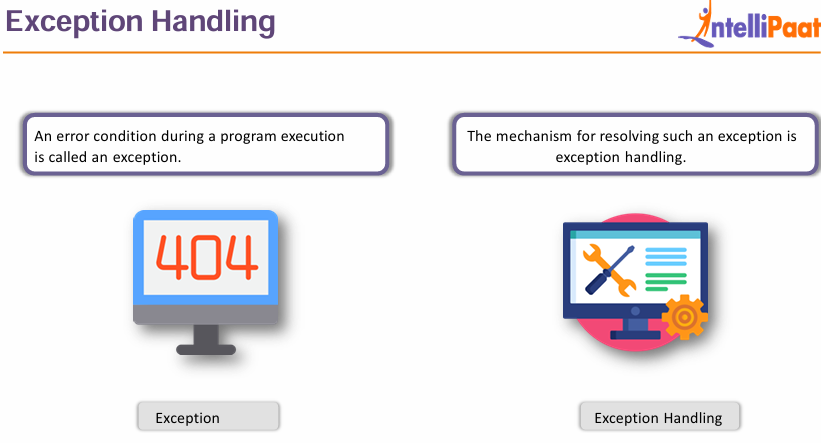 Exception Handling
IntelliPaat
An error condition during a program execution
is called an exception.
The mechanism for resolving such an exception is
exception handling.
404
Exception
Exception Handling